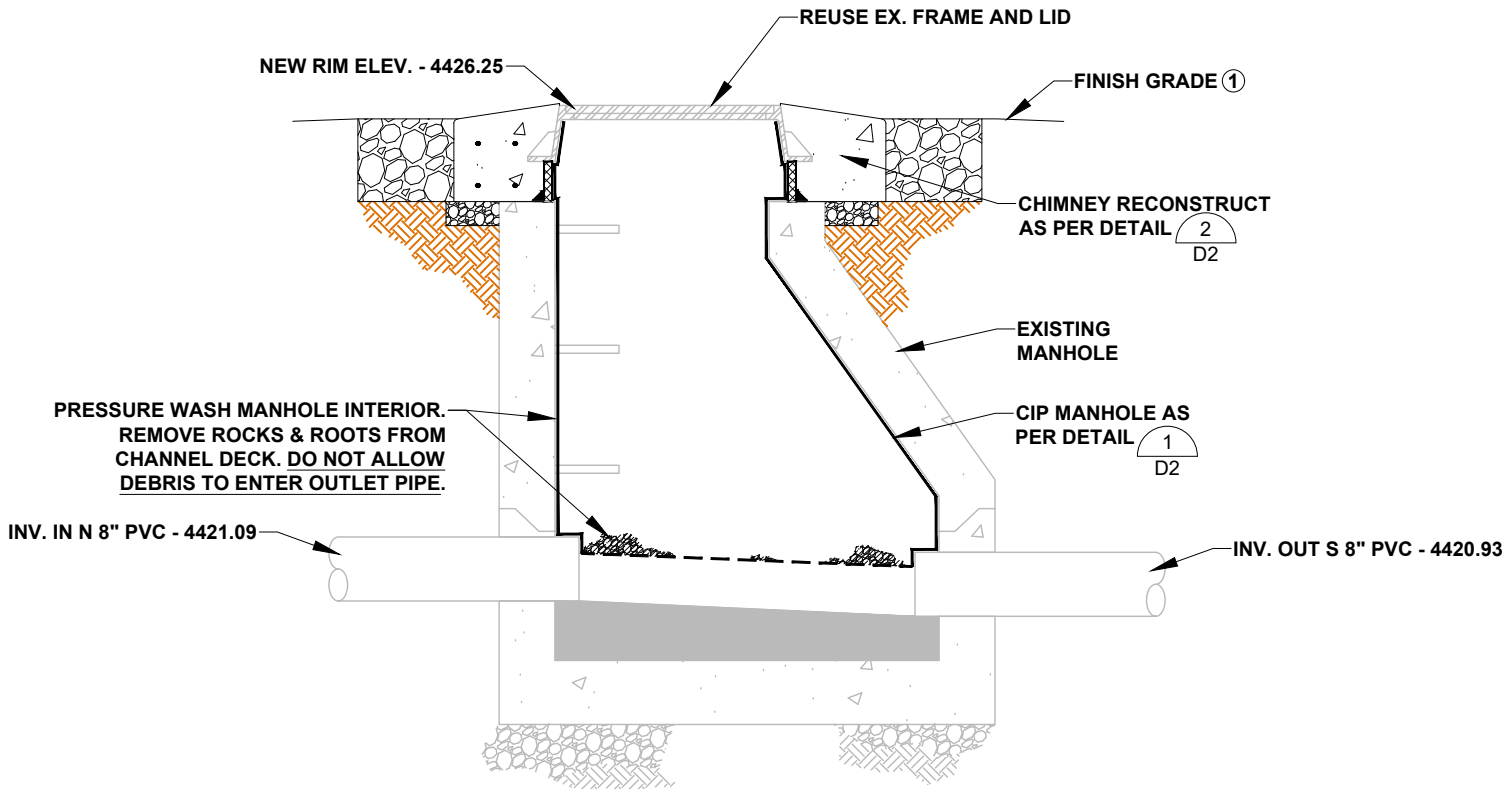 REUSE EX. FRAME AND LID
NEW RIM ELEV. - 4426.25
FINISH GRADE 1
CHIMNEY RECONSTRUCT
AS PER DETAIL 2
D2
EXISTING
MANHOLE
PRESSURE WASH MANHOLE INTERIOR.
REMOVE ROCKS & ROOTS FROM
CHANNEL DECK. DO NOT ALLOW
DEBRIS TO ENTER OUTLET PIPE.
CIP MANHOLE AS
PER DETAIL 1
D2
INV. IN N 8" PVC - 4421.09
INV. OUT S 8" PVC - 4420.93